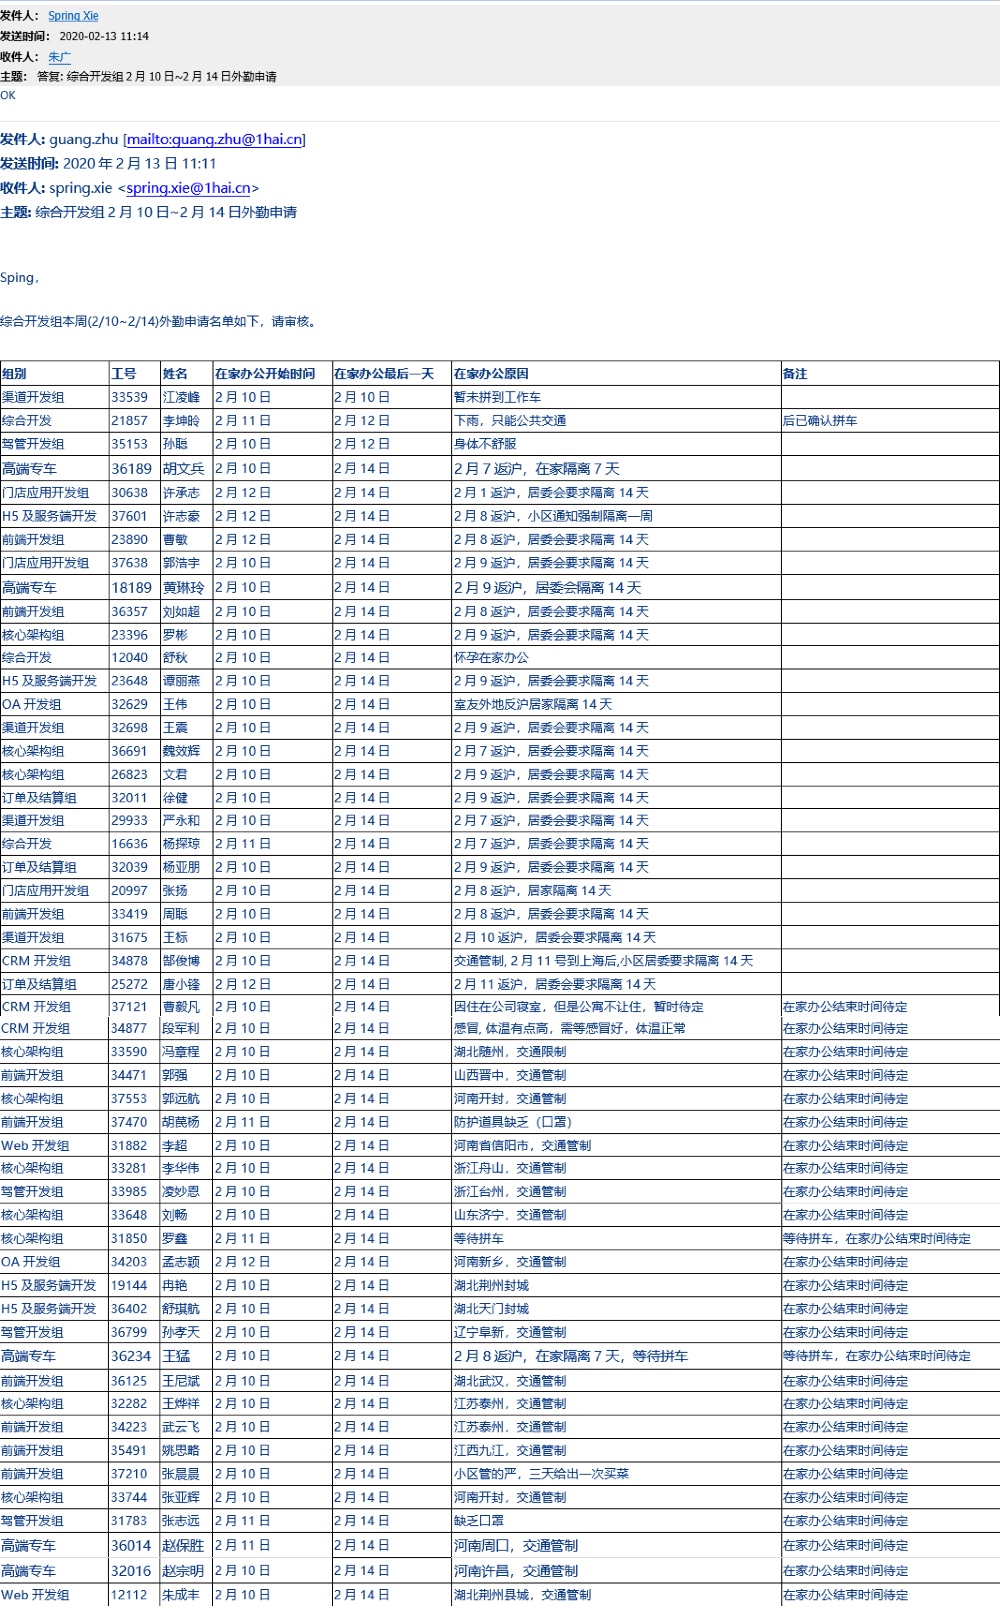 发件人： Spring Xie
发送时间： 2020-02-13 11:14
收件人： 朱广
主题： 答复: 综合开发组 2 月 10 日~2 月 14 日外勤申请
OK
发件人: guang.zhu [mailto:guang.zhu@1hai.cn]
发送时间: 2020 年 2 月 13 日 11:11
收件人: spring.xie <spring.xie@1hai.cn>
主题: 综合开发组 2 月 10 日~2 月 14 日外勤申请
Sping,
综合开发组本周(2/10~2/14)外勤申请名单如下，请审核。
组别 工号 姓名 在家办公开始时间 在家办公最后一天 在家办公原因 备注
渠道开发组 33539 江凌峰 2 月 10 日 2 月 10 日 暂未拼到工作车
综合开发 21857 李坤昤 2 月 11 日 2 月 12 日 下雨，只能公共交通 后已确认拼车
驾管开发组 35153 孙聪 2 月 10 日 2 月 12 日 身体不舒服
高端专车 36189 胡文兵 2 月 10 日 2 月 14 日 2 月 7 返沪，在家隔离 7 天
门店应用开发组 30638 许承志 2 月 12 日 2 月 14 日 2 月 1 返沪，居委会要求隔离 14 天
H5 及服务端开发 37601 许志豪 2 月 12 日 2 月 14 日 2 月 8 返沪，小区通知强制隔离一周
前端开发组 23890 曹敏 2 月 12 日 2 月 14 日 2 月 8 返沪，居委会要求隔离 14 天
门店应用开发组 37638 郭浩宇 2 月 10 日 2 月 14 日 2 月 9 返沪，居委会要求隔离 14 天
高端专车 18189 黄琳玲 2 月 10 日 2 月 14 日 2 月 9 返沪，居委会隔离 14 天
前端开发组 36357 刘如超 2 月 10 日 2 月 14 日 2 月 8 返沪，居委会要求隔离 14 天
核心架构组 23396 罗彬 2 月 10 日 2 月 14 日 2 月 9 返沪，居委会要求隔离 14 天
综合开发 12040 舒秋 2 月 10 日 2 月 14 日 怀孕在家办公
H5 及服务端开发 23648 谭丽燕 2 月 10 日 2 月 14 日 2 月 9 返沪，居委会要求隔离 14 天
OA 开发组 32629 王伟 2 月 10 日 2 月 14 日 室友外地反沪居家隔离 14 天
渠道开发组 32698 王震 2 月 10 日 2 月 14 日 2 月 9 返沪，居委会要求隔离 14 天
核心架构组 36691 魏效辉 2 月 10 日 2 月 14 日 2 月 7 返沪，居委会要求隔离 14 天
核心架构组 26823 文君 2 月 10 日 2 月 14 日 2 月 9 返沪，居委会要求隔离 14 天
订单及结算组 32011 徐健 2 月 10 日 2 月 14 日 2 月 9 返沪，居委会要求隔离 14 天
渠道开发组 29933 严永和 2 月 10 日 2 月 14 日 2 月 7 返沪，居委会要求隔离 14 天
综合开发 16636 杨探琼 2 月 11 日 2 月 14 日 2 月 7 返沪，居委会要求隔离 14 天
订单及结算组 32039 杨亚朋 2 月 10 日 2 月 14 日 2 月 9 返沪，居委会要求隔离 14 天
门店应用开发组 20997 张扬 2 月 10 日 2 月 14 日 2 月 8 返沪，居家隔离 14 天
前端开发组 33419 周聪 2 月 10 日 2 月 14 日 2 月 8 返沪，居委会要求隔离 14 天
渠道开发组 31675 王标 2 月 10 日 2 月 14 日 2 月 10 返沪，居委会要求隔离 14 天
CRM 开发组 34878 郜俊博 2 月 10 日 2 月 14 日 交通管制, 2 月 11 号到上海后,小区居委要求隔离 14 天
订单及结算组 25272 唐小锋 2 月 12 日 2 月 14 日 2 月 11 返沪，居委会要求隔离 14 天
CRM 开发组 37121 曹毅凡 2 月 10 日 2 月 14 日 因住在公司寝室，但是公寓不让住，暂时待定 在家办公结束时间待定
CRM 开发组 34877 段军利 2 月 10 日 2 月 14 日 感冒, 体温有点高，需等感冒好，体温正常 在家办公结束时间待定
核心架构组 33590 冯章程 2 月 10 日 2 月 14 日 湖北随州，交通限制 在家办公结束时间待定
前端开发组 34471 郭强 2 月 10 日 2 月 14 日 山西晋中，交通管制 在家办公结束时间待定
核心架构组 37553 郭远航 2 月 10 日 2 月 14 日 河南开封，交通管制 在家办公结束时间待定
前端开发组 37470 胡莀杨 2 月 11 日 2 月 14 日 防护道具缺乏（口罩） 在家办公结束时间待定
Web 开发组 31882 李超 2 月 10 日 2 月 14 日 河南省信阳市，交通管制 在家办公结束时间待定
核心架构组 33281 李华伟 2 月 10 日 2 月 14 日 浙江舟山，交通管制 在家办公结束时间待定
驾管开发组 33985 凌妙恩 2 月 10 日 2 月 14 日 浙江台州，交通管制 在家办公结束时间待定
核心架构组 33648 刘畅 2 月 10 日 2 月 14 日 山东济宁，交通管制 在家办公结束时间待定
核心架构组 31850 罗鑫 2 月 11 日 2 月 14 日 等待拼车 等待拼车，在家办公结束时间待定
OA 开发组 34203 孟志颖 2 月 12 日 2 月 14 日 河南新乡，交通管制 在家办公结束时间待定
H5 及服务端开发 19144 冉艳 2 月 10 日 2 月 14 日 湖北荆州封城 在家办公结束时间待定
H5 及服务端开发 36402 舒琪航 2 月 10 日 2 月 14 日 湖北天门封城 在家办公结束时间待定
驾管开发组 36799 孙孝天 2 月 10 日 2 月 14 日 辽宁阜新，交通管制 在家办公结束时间待定
高端专车 36234 王猛 2 月 10 日 2 月 14 日 2 月 8 返沪，在家隔离 7 天，等待拼车 等待拼车，在家办公结束时间待定
前端开发组 36125 王尼斌 2 月 10 日 2 月 14 日 湖北武汉，交通管制 在家办公结束时间待定
核心架构组 32282 王烨祥 2 月 10 日 2 月 14 日 江苏泰州，交通管制 在家办公结束时间待定
前端开发组 34223 武云飞 2 月 10 日 2 月 14 日 江苏泰州，交通管制 在家办公结束时间待定
前端开发组 35491 姚思略 2 月 10 日 2 月 14 日 江西九江，交通管制 在家办公结束时间待定
前端开发组 37210 张晨晨 2 月 10 日 2 月 14 日 小区管的严，三天给出一次买菜 在家办公结束时间待定
核心架构组 33744 张亚辉 2 月 10 日 2 月 14 日 河南开封，交通管制 在家办公结束时间待定
驾管开发组 31783 张志远 2 月 11 日 2 月 14 日 缺乏口罩 在家办公结束时间待定
高端专车 36014 赵保胜 2 月 11 日 2 月 14 日 河南周口，交通管制 在家办公结束时间待定
高端专车 32016 赵宗明 2 月 10 日 2 月 14 日 河南许昌，交通管制 在家办公结束时间待定
Web 开发组 12112 朱成丰 2 月 10 日 2 月 14 日 湖北荆州县城，交通管制 在家办公结束时间待定